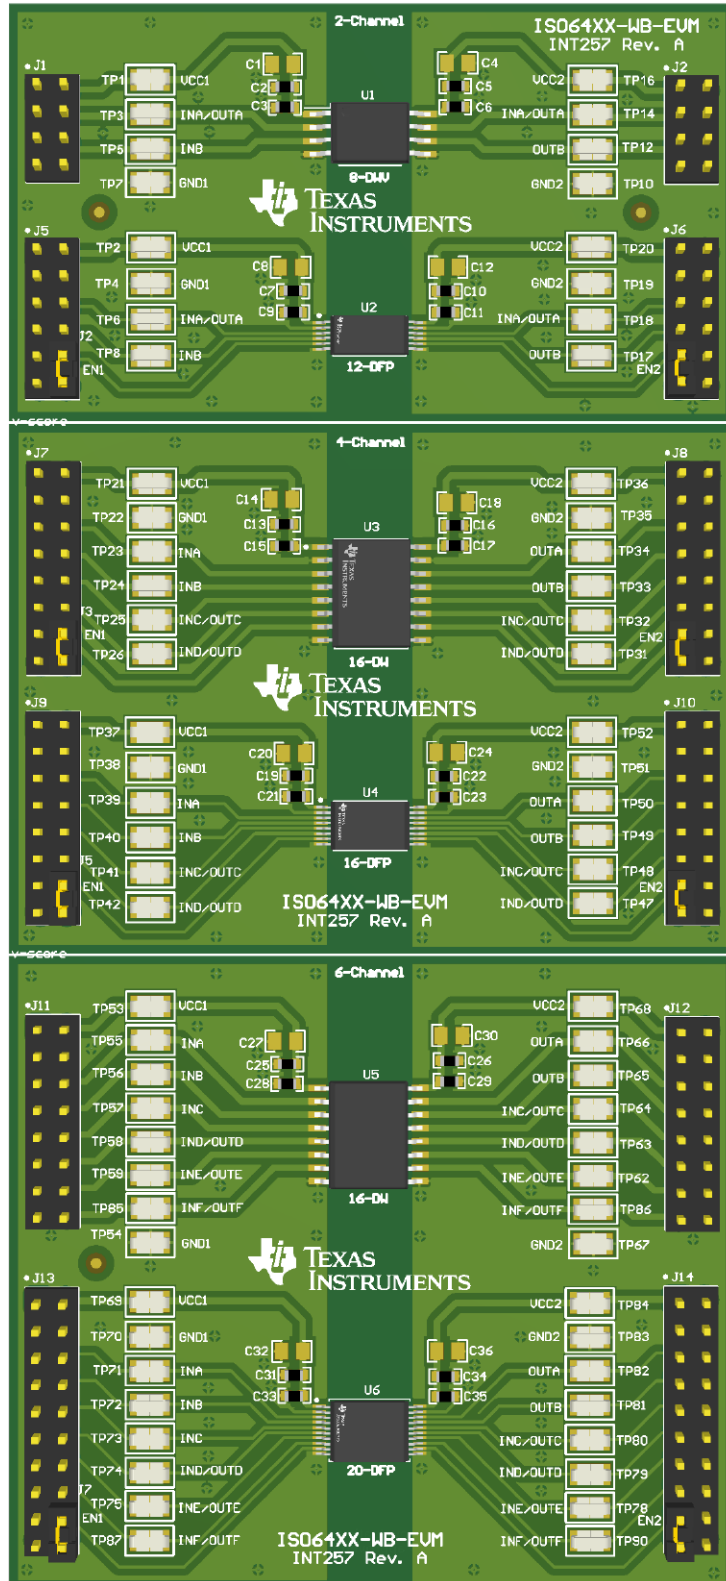 2-Channel
ISO64XX-WB-EVM
INT257 Rev. A
J1
C1
C4
J2
TP1
VCC1
C2
C5
VCC2
TP16
C3
U1
C6
TP3
INA/OUTA
INA/OUTA
TP14
TP5
INB
OUTB
TP12
8-DWV
TP7
GND1
GND2
TP10
TEXAS
INSTRUMENTS
J5
J6
TP2
VCC1
VCC2
TP20
C8
C12
TP4
GND1
C7
C10
GND2
TP19
C9
U2
C11
TP6
INA/OUTA
INA/OUTA
TP18
J2
TP8
INB
OUTB
TP17
EN1
12-DFP
EN2
v-score
4-Channel
J7
J8
TP21
VCC1
VCC2
TP36
C14
C18
TP22
GND1
C13
U3
C16
GND2
TP35
TP23
INA
C15
C17
OUTA
TP34
TEXAS
INSTRUMENTS
TP24
INB
OUTB
TP33
J3
TP25
INC/OUTC
INC/OUTC
TP32
EN1
EN2
TP26
IND/OUTD
IND/OUTD
TP31
16-DW
TEXAS
INSTRUMENTS
J9
J10
TP37
VCC1
VCC2
TP52
C20
C24
TP38
GND1
C19
C22
GND2
TP51
U4
TP39
INA
C21
C23
OUTA
TP50
TP40
INB
OUTB
TP49
J5
16-DFP
TP41
INC/OUTC
INC/OUTC
TP48
EN1
EN2
TP42
IND/OUTD
IND/OUTD
TP47
ISO64XX-WB-EVM
INT257 Rev. A
v-score
6-Channel
J11
J12
TP53
VCC1
VCC2
TP68
TP55
INA
C27
C30
OUTA
TP66
C25
C26
TP56
INB
U5
OUTB
TP65
C28
C29
TP57
INC
INC/OUTC
TP64
TP58
IND/OUTD
IND/OUTD
TP63
TP59
INE/OUTE
INE/OUTE
TP62
16-DW
TP85
INF/OUTF
INF/OUTF
TP86
TP54
GND1
GND2
TP67
TEXAS
INSTRUMENTS
J13
J14
TP69
VCC1
VCC2
TP84
TP70
GND1
GND2
TP83
C32
C36
TP71
INA
C31
C34
OUTA
TP82
C33
U6
C35
TP72
INB
OUTB
TP81
TP73
INC
INC/OUTC
TP80
TP74
IND/OUTD
20-DFP
IND/OUTD
TP79
J7
TP75
INE/OUTE
INE/OUTE
TP78
EN1
EN2
TP87
INF/OUTF
INF/OUTF
TP90
ISO64XX-WB-EVM
INT257 Rev. A